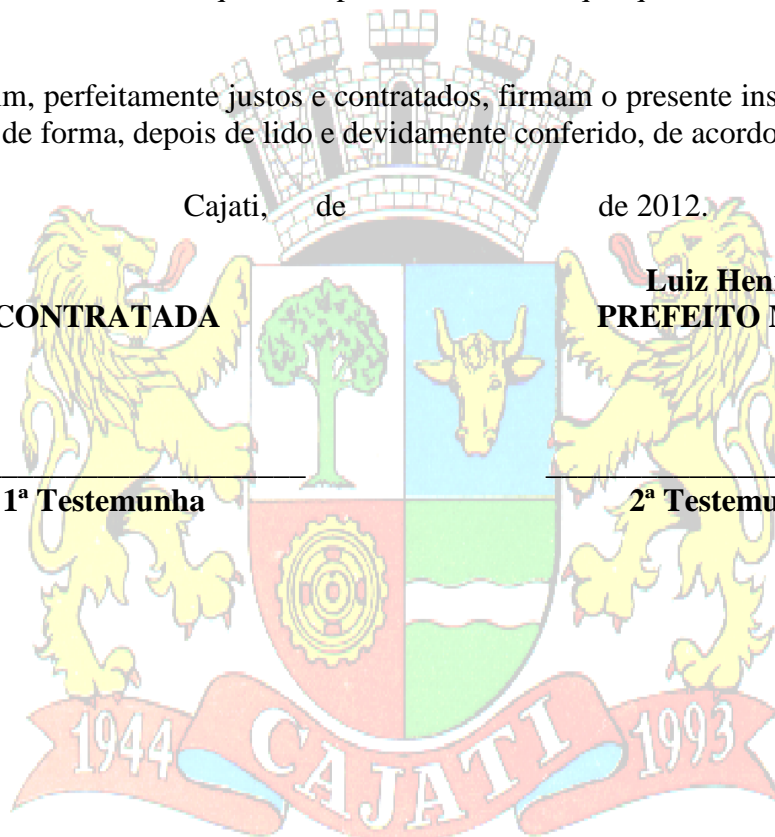 im, perfeitamente justos e contratados, firmam o presente ins
de forma, depois de lido e devidamente conferido, de acordo
Cajati, de de 2012.
Luiz Hen
CONTRATADA PREFEITO
1ª Testemunha 2ª Testemu
1944 CAJATI 1993